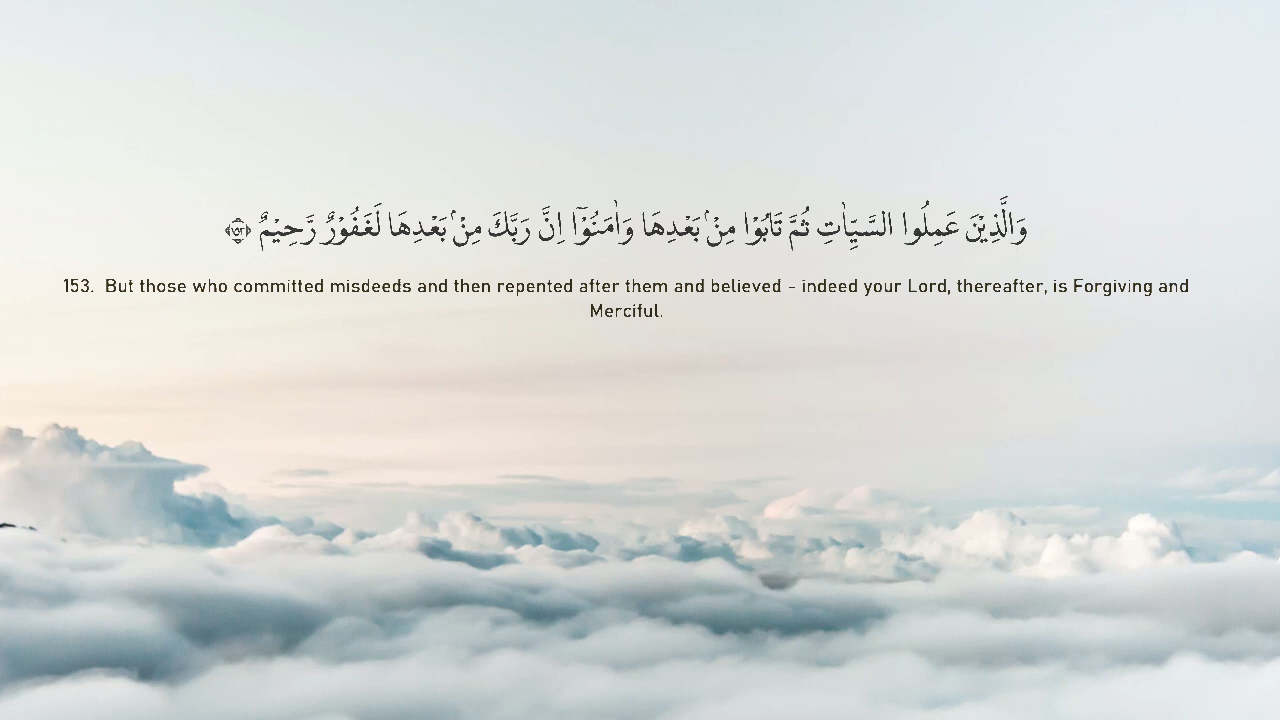 وَالَّذِيْنَ عَمِلُوا السَّيِّاٰتِ ثُمَّ تَابُوْا مِنْۢ بَعْدِهَا وَاٰمَنُوْٓا اِنَّ رَبَّكَ مِنْۢ بَعْدِهَا لَغَفُوْرٌ رَّحِيْمٌ ۝۱۵۳
153. But those who committed misdeeds and then repented after them and believed - indeed your Lord, thereafter, is Forgiving and
Merciful.